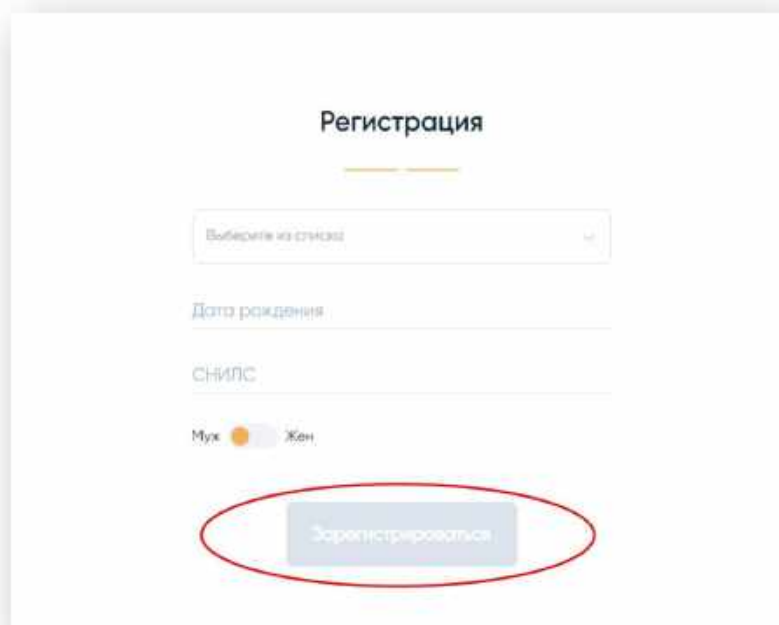 Регистрация
Выберите из списка
Дата рождения
СНИЛС
Муж Жен
Зарегистрироваться